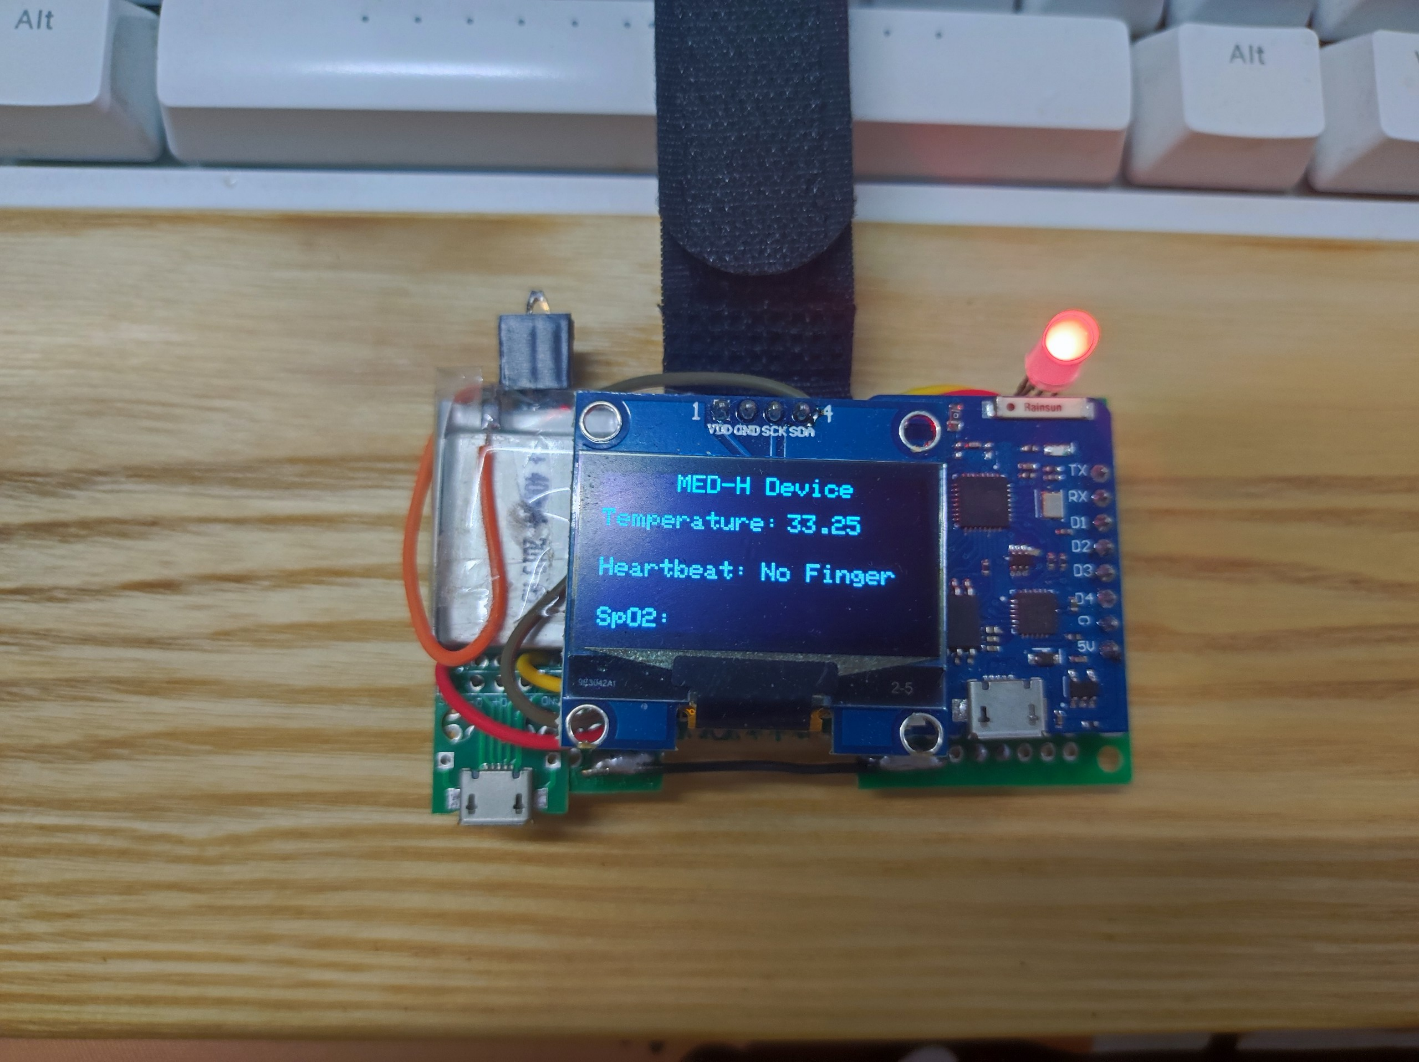 Alt
Alt
1
4
VDD GND SCK SDA
Rainsun
MED-H Device
Temperature: 33.25
Heartbeat: No Finger
SpO2:
TX
RX
D1
D2
D3
D4
G
5V
2-5